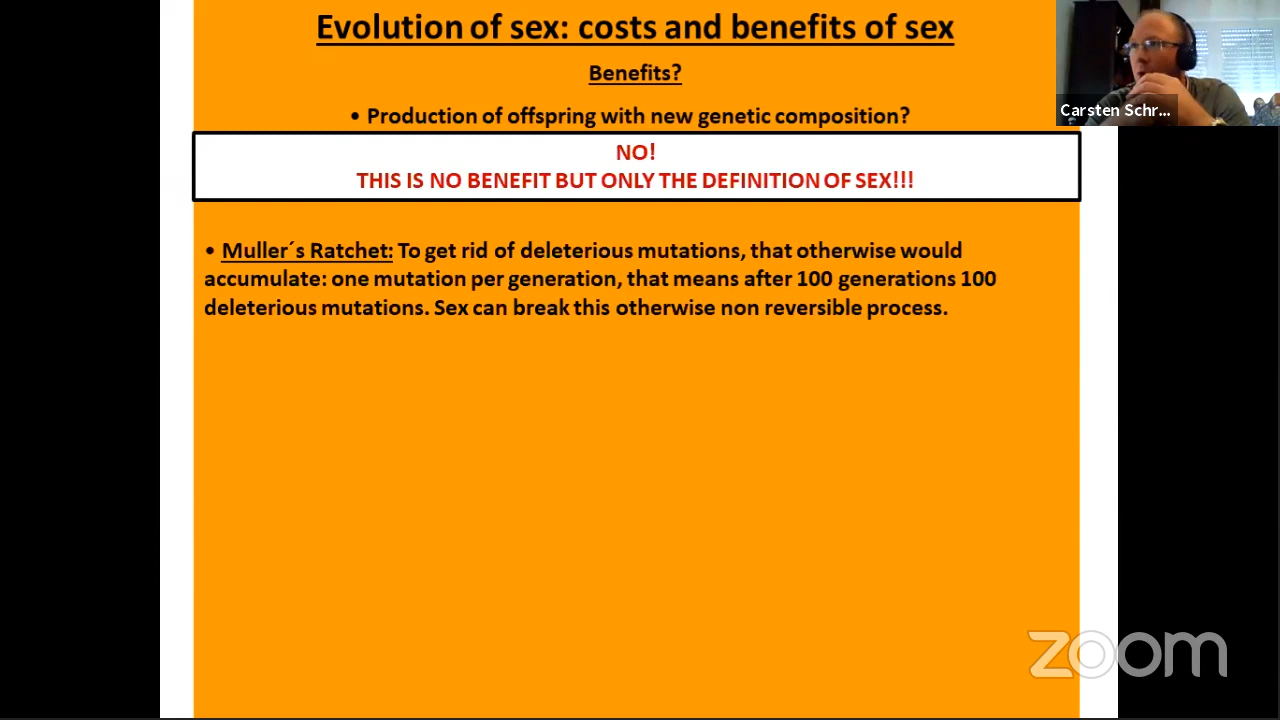 Evolution of sex: costs and benefits of sex
Benefits?
• Production of offspring with new genetic composition?
NO!
THIS IS NO BENEFIT BUT ONLY THE DEFINITION OF SEX!!!
• Muller´s Ratchet: To get rid of deleterious mutations, that otherwise would
accumulate: one mutation per generation, that means after 100 generations 100
deleterious mutations. Sex can break this otherwise non reversible process.
Carsten Schr...
zoom